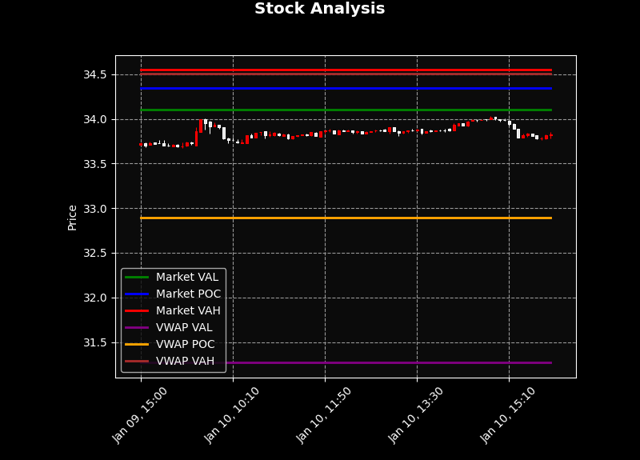 Stock Analysis
34.5
34.0
33.5
33.0
32.5
32.0
31.5
Price
Market VAL
Market POC
Market VAH
VWAP VAL
VWAP POC
VWAP VAH
Jan 09, 15:00
Jan 10, 10:10
Jan 10, 11:50
Jan 10, 13:30
Jan 10, 15:10